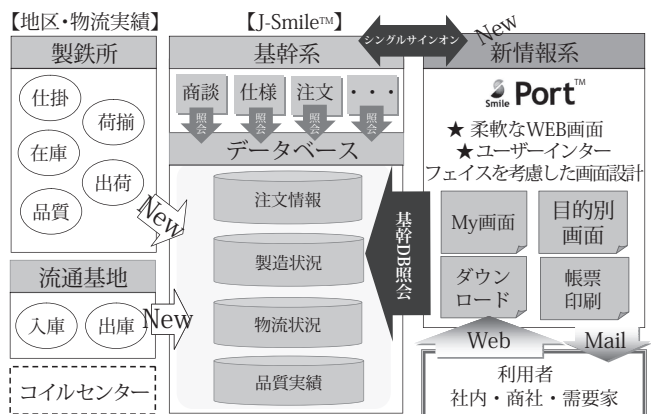 【地区・物流実績】
製鉄所
仕掛
荷揃
在庫
出荷
品質
New
流通基地
入庫
出庫
New
コイルセンター
【J-Smile™】
基幹系
商談
仕様
注文
・・・
照会
照会
照会
照会
データベース
注文情報
製造状況
物流状況
品質実績
シングルサインオン
New
基幹DB照会
新情報系
Smile Port™
★ 柔軟なWEB画面
★ユーザーインター
フェイスを考慮した画面設計
My画面
目的別
画面
ダウン
ロード
帳票
印刷
Web
Mail
利用者
社内・商社・需要家